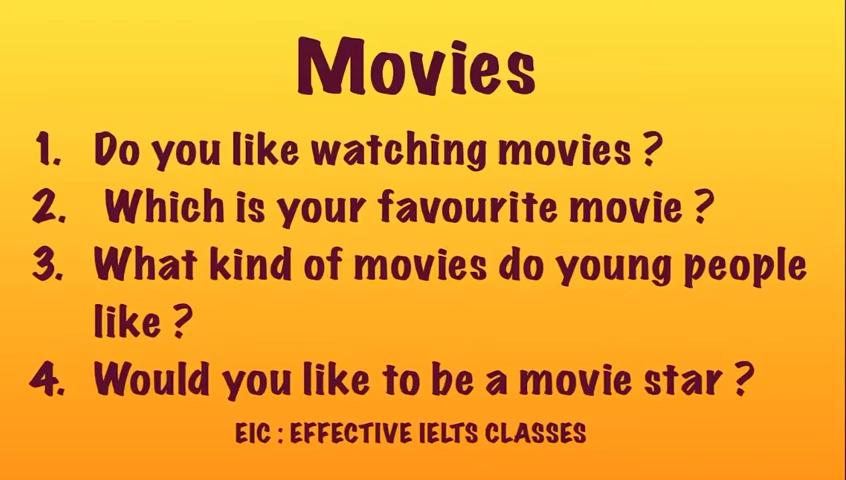 Movies
1. Do you like watching movies ?
2. Which is your favourite movie ?
3. What kind of movies do young people
like ?
4. Would you like to be a movie star ?
EIC : EFFECTIVE IELTS CLASSES